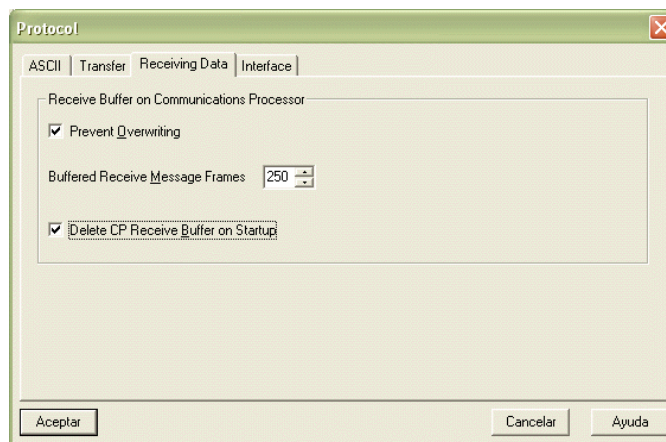 Protocol
ASCII Transfer Receiving Data Interface
Receive Buffer on Communications Processor
Prevent Overwriting
Buffered Receive Message Frames 250
Delete CP Receive Buffer on Startup
Aceptar Cancelar Ayuda